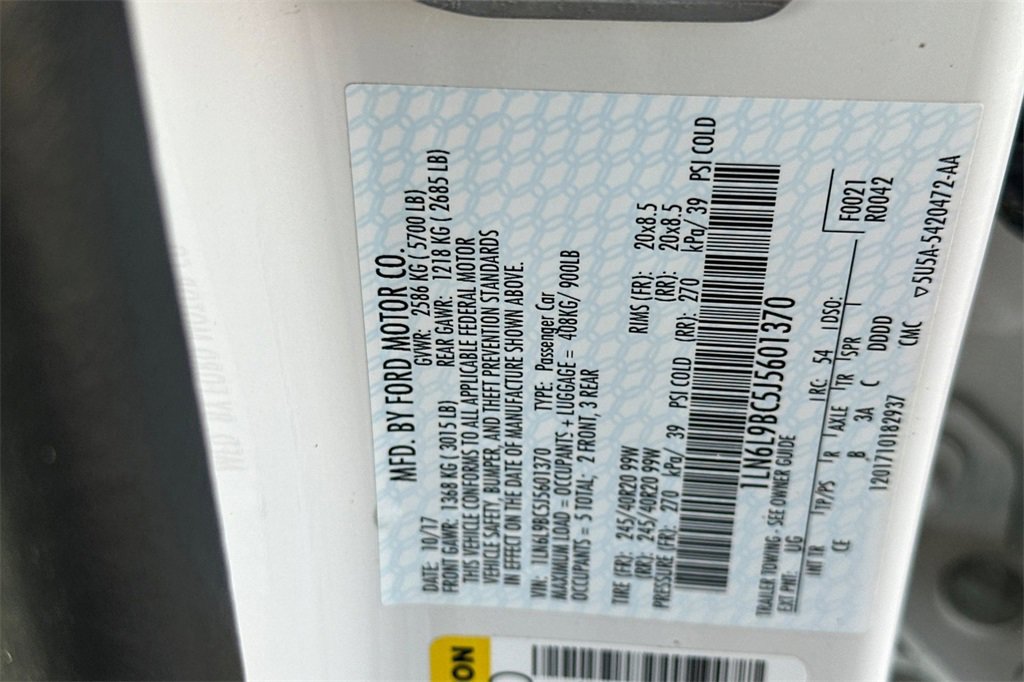 MFD. BY FORD MOTOR CO.
DATE: 10/17 GVWR: 2586 KG ( 5700 LB)
FRONT GAWR: 1368 KG ( 3015 LB) REAR GAWR: 1218 KG ( 2685 LB)
THIS VEHICLE CONFORMS TO ALL APPLICABLE FEDERAL MOTOR
VEHICLE SAFETY, BUMPER, AND THEFT PREVENTION STANDARDS
IN EFFECT ON THE DATE OF MANUFACTURE SHOWN ABOVE.
VIN: 1LN6L9BC5J5601370 TYPE: Passenger Car
MAXIMUM LOAD = OCCUPANTS + LUGGAGE = 408KG/ 900LB
OCCUPANTS = 5 TOTAL; 2 FRONT, 3 REAR
TIRE (FR): 245/40R20 99W RIMS (FR): 20x8.5
(RR): 245/40R20 99W (RR): 20x8.5
PRESSURE (FR): 270 kPa/ 39 PSI COLD (RR): 270 kPa/ 39 PSI COLD
1LN6L9BC5J5601370
TRAILER TOWING - SEE OWNER GUIDE
EXT PNT: UG RC: 54 DSO: F0021
INT TR TP/PS R AXLE TR SPR R0042
CE B 3A C DDDD
1201710182937 CMC ▽5U5A-5420472-AA
ON